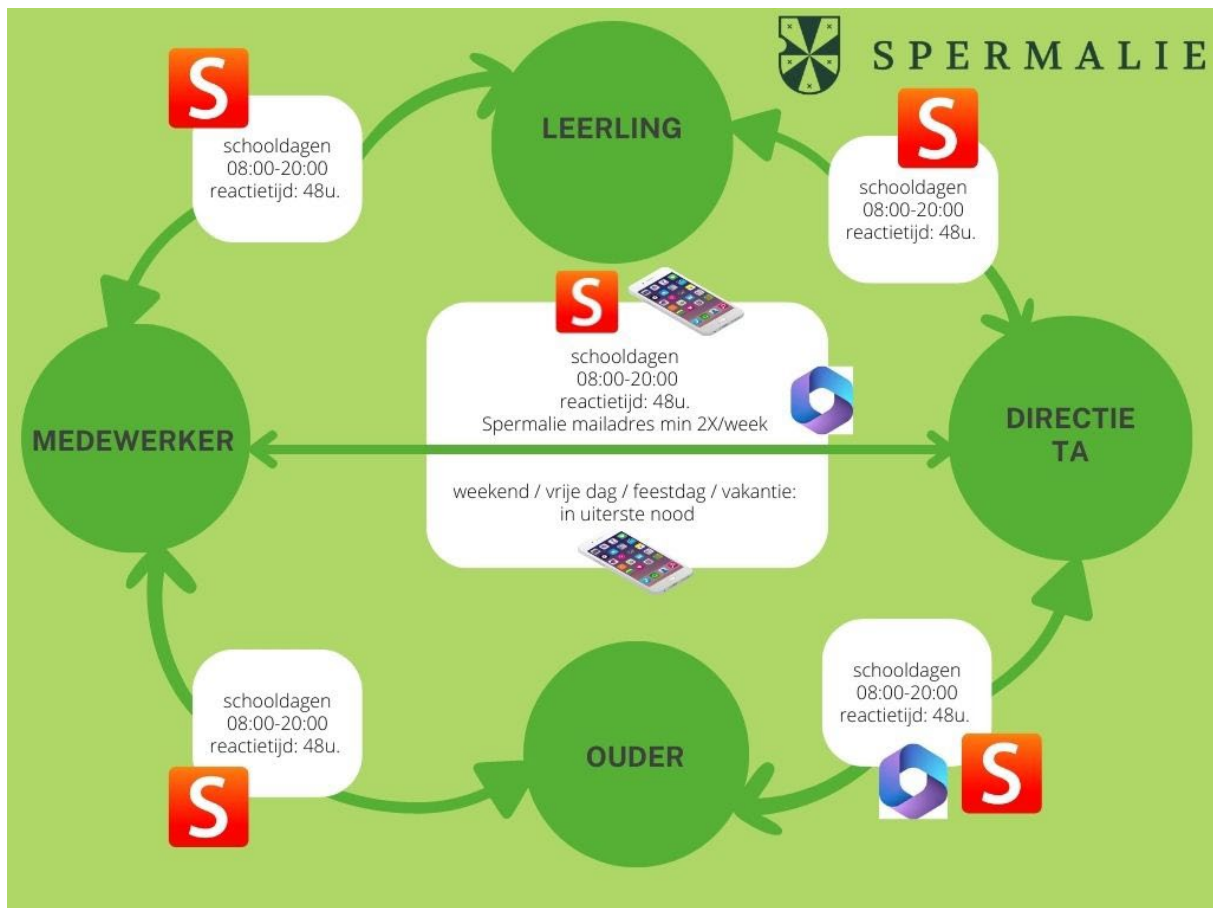 SPERMALIE
S
schooldagen
08:00-20:00
reactietijd: 48u.
LEERLING
S
schooldagen
08:00-20:00
reactietijd: 48u.
S
schooldagen
08:00-20:00
reactietijd: 48u.
Spermalie mailadres min 2X/week
MEDEWERKER
DIRECTIE
TA
weekend / vrije dag / feestdag / vakantie:
in uiterste nood
schooldagen
08:00-20:00
reactietijd: 48u.
S
OUDER
schooldagen
08:00-20:00
reactietijd: 48u.
S